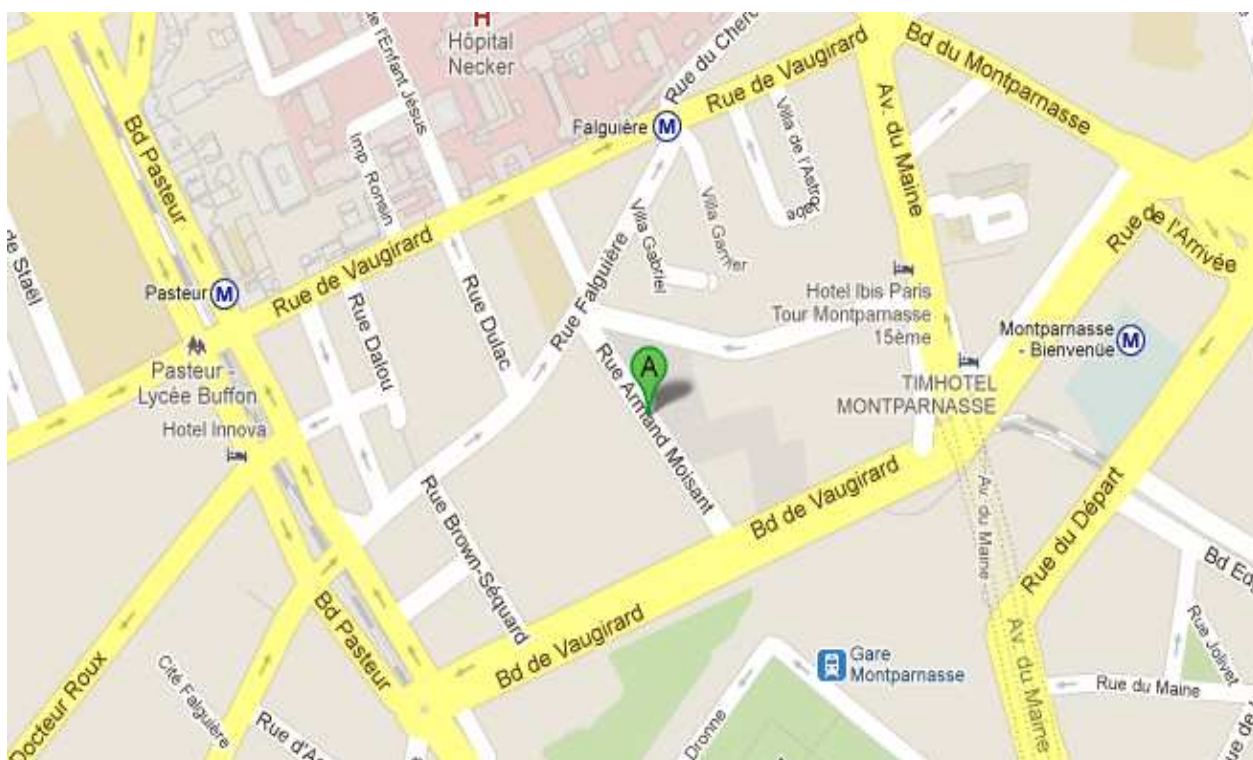 H
Hôpital
Necker
Rue du Cherc
Rue de Vaugirard
Bd du Montparnasse
Bd Pasteur
de l'Enfant Jésus
Imp. Ronsin
Falguière M
Villa de l'Astrolabe
Av. du Maine
Villa Garnier
Villa Gabriel
Rue de l'Arrivée
de Staël
Pasteur M
Rue de Vaugirard
Rue Falguière
Rue Dulac
Rue Dalou
Hotel Ibis Paris
Tour Montparnasse
15ème
Montparnasse
- Bienvenüe M
Pasteur -
Lycée Buffon
Hotel Innova
A
Rue Armand Moisant
TIMHOTEL
MONTPARNASSE
Bd de Vaugirard
Av. du Maine
Rue du Départ
Bd Ed
Rue Brown-Séquard
Bd Pasteur
Bd de Vaugirard
Docteur Roux
Cité Falguière
Rue d'A
Dronne
Gare
Montparnasse
Av. du Maine
Rue du Maine
Rue Jolivet
Rue de